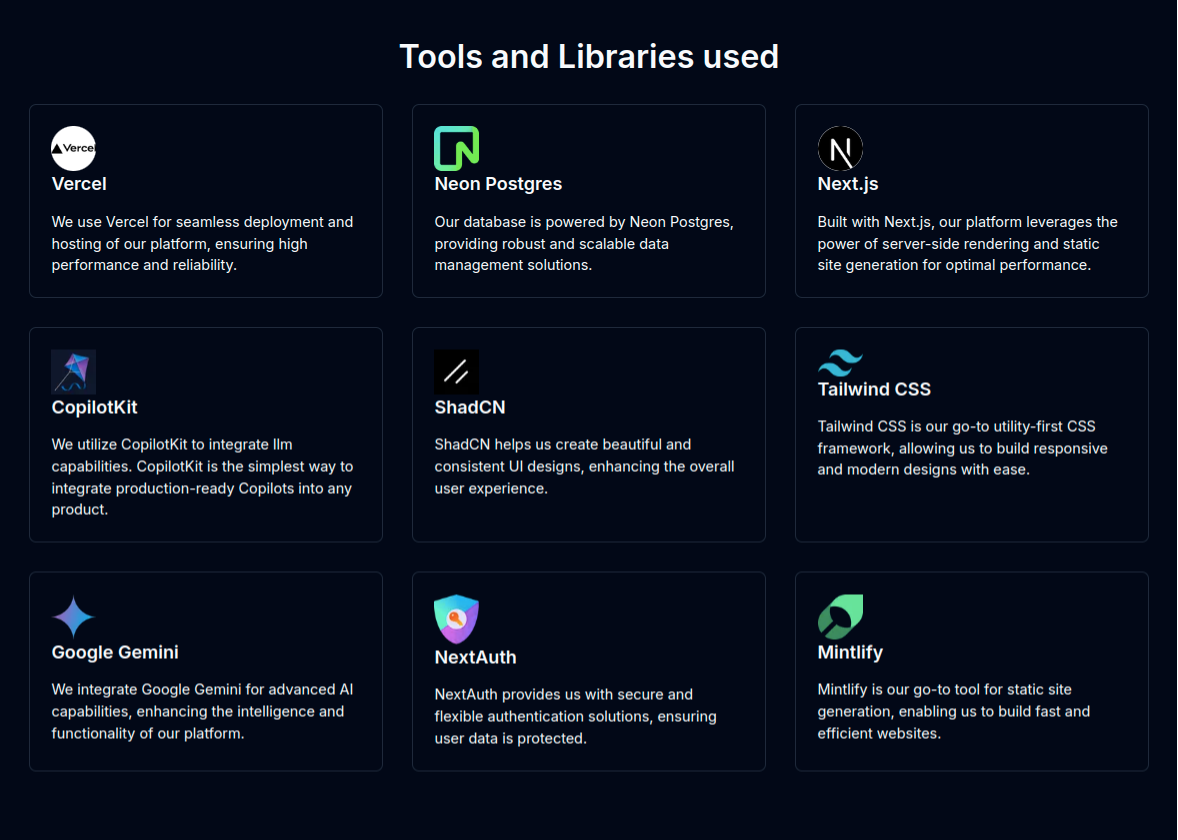 Tools and Libraries used
Vercel
Vercel
We use Vercel for seamless deployment and
hosting of our platform, ensuring high
performance and reliability.
Neon Postgres
Our database is powered by Neon Postgres,
providing robust and scalable data
management solutions.
Next.js
Built with Next.js, our platform leverages the
power of server-side rendering and static
site generation for optimal performance.
CopilotKit
We utilize CopilotKit to integrate llm
capabilities. CopilotKit is the simplest way to
integrate production-ready Copilots into any
product.
ShadCN
ShadCN helps us create beautiful and
consistent UI designs, enhancing the overall
user experience.
Tailwind CSS
Tailwind CSS is our go-to utility-first CSS
framework, allowing us to build responsive
and modern designs with ease.
Google Gemini
We integrate Google Gemini for advanced AI
capabilities, enhancing the intelligence and
functionality of our platform.
NextAuth
NextAuth provides us with secure and
flexible authentication solutions, ensuring
user data is protected.
Mintlify
Mintlify is our go-to tool for static site
generation, enabling us to build fast and
efficient websites.